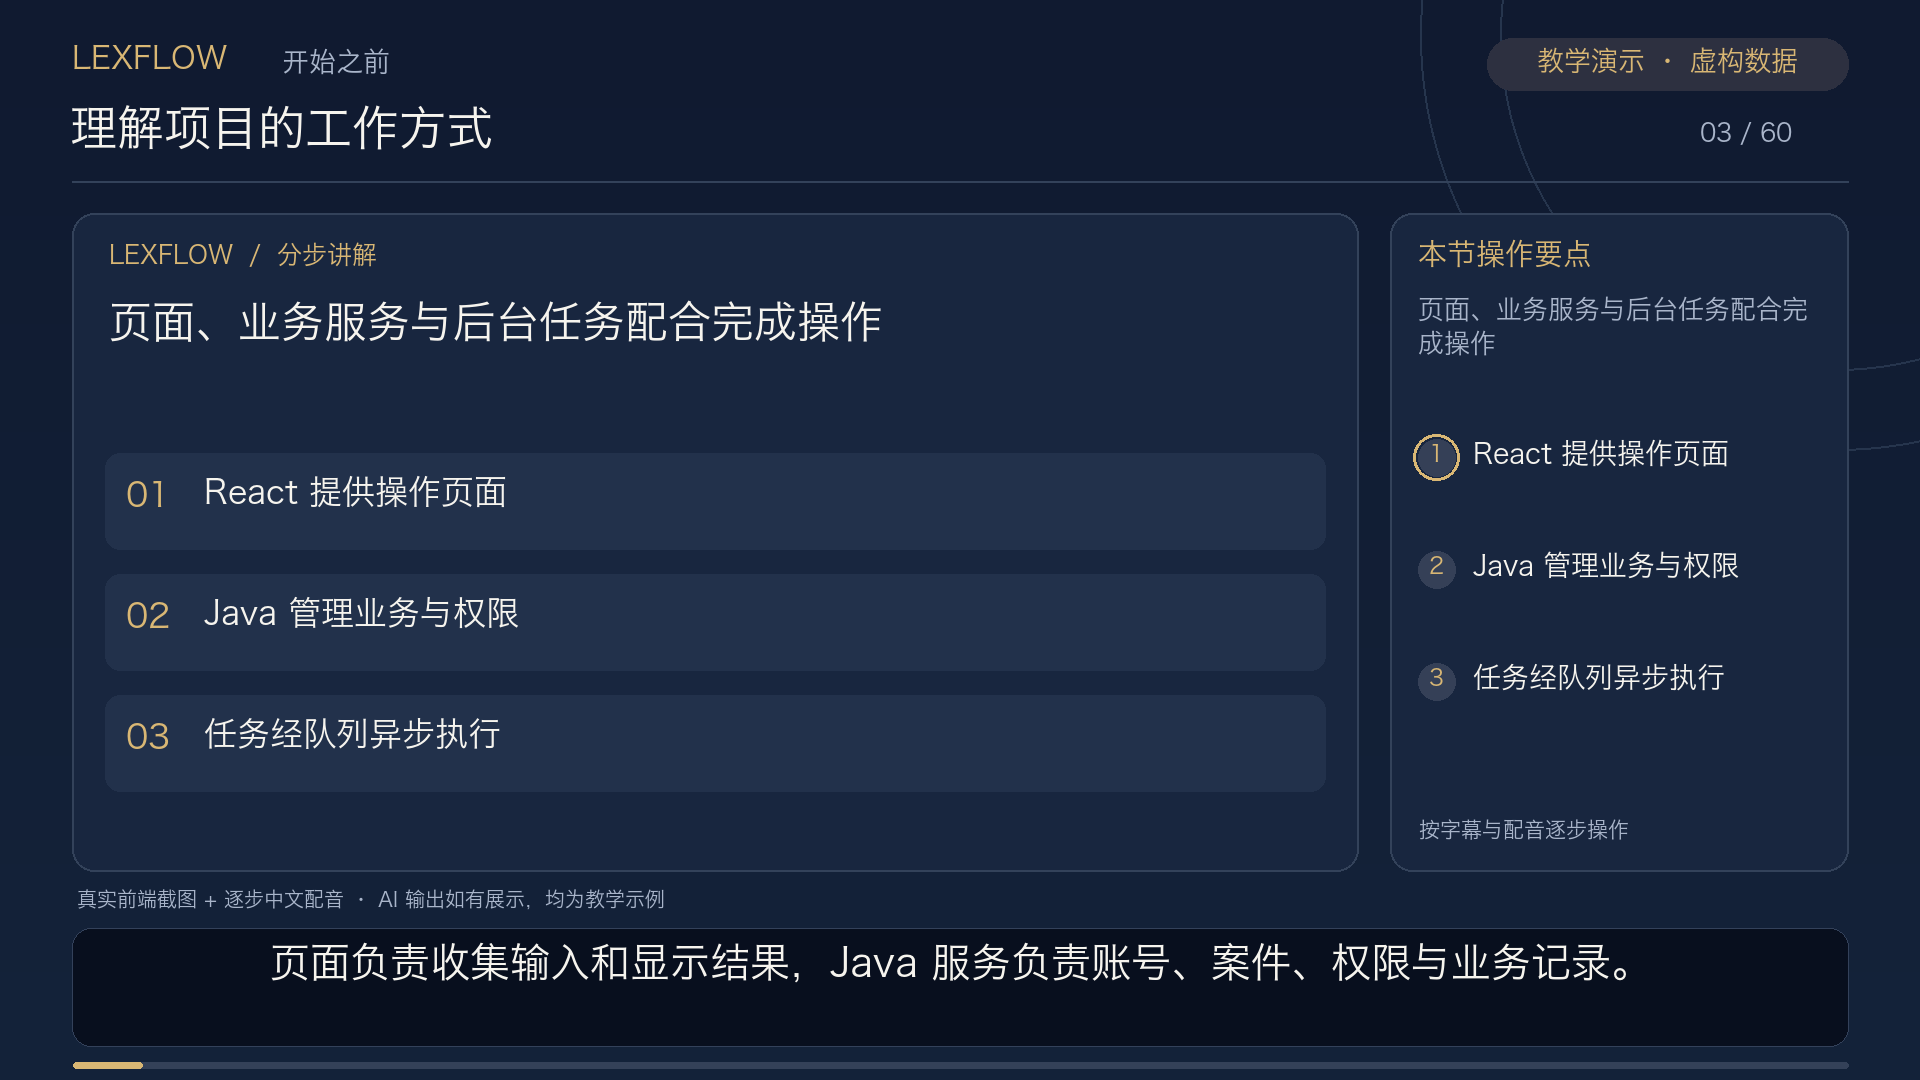 LEXFLOW 开始之前
教学演示 · 虚构数据
理解项目的工作方式
03 / 60
LEXFLOW / 分步讲解
页面、业务服务与后台任务配合完成操作
01 React 提供操作页面
02 Java 管理业务与权限
03 任务经队列异步执行
本节操作要点
页面、业务服务与后台任务配合完
成操作
1 React 提供操作页面
2 Java 管理业务与权限
3 任务经队列异步执行
按字幕与配音逐步操作
真实前端截图 + 逐步中文配音 · AI 输出如有展示，均为教学示例
页面负责收集输入和显示结果，Java 服务负责账号、案件、权限与业务记录。